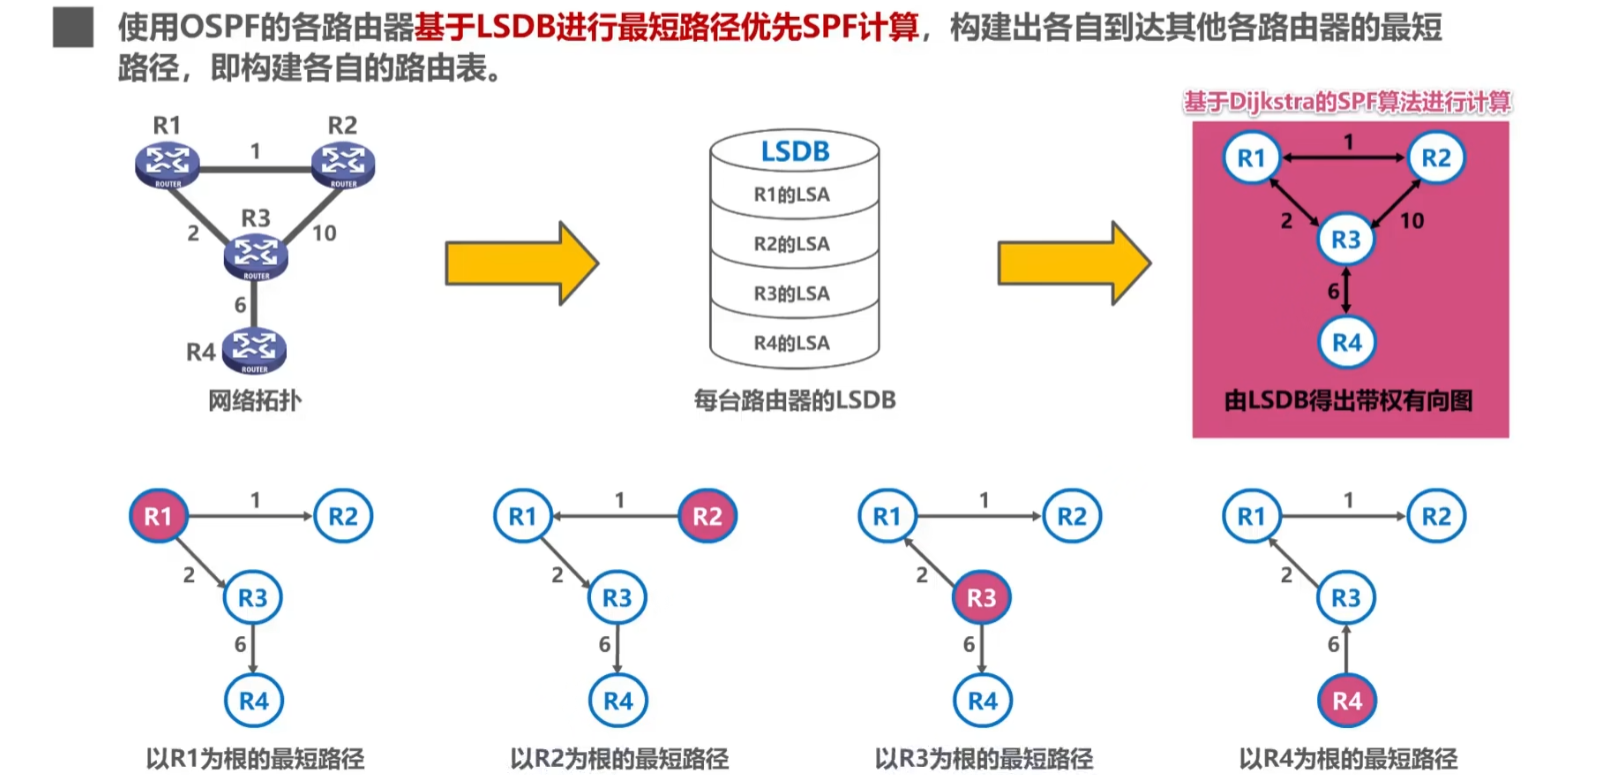 使用OSPF的各路由器基于LSDB进行最短路径优先SPF计算，构建出各自到达其他各路由器的最短
路径，即构建各自的路由表。
基于Dijkstra的SPF算法进行计算
R1
R2
1
ROUTER
ROUTER
R3
2
10
ROUTER
6
R4
ROUTER
网络拓扑
LSDB
R1的LSA
R2的LSA
R3的LSA
R4的LSA
每台路由器的LSDB
R1
1
R2
2
10
R3
6
R4
由LSDB得出带权有向图
R1
1
R2
2
R3
6
R4
以R1为根的最短路径
R1
1
R2
2
R3
6
R4
以R2为根的最短路径
R1
1
R2
2
R3
6
R4
以R3为根的最短路径
R1
1
R2
2
R3
6
R4
以R4为根的最短路径